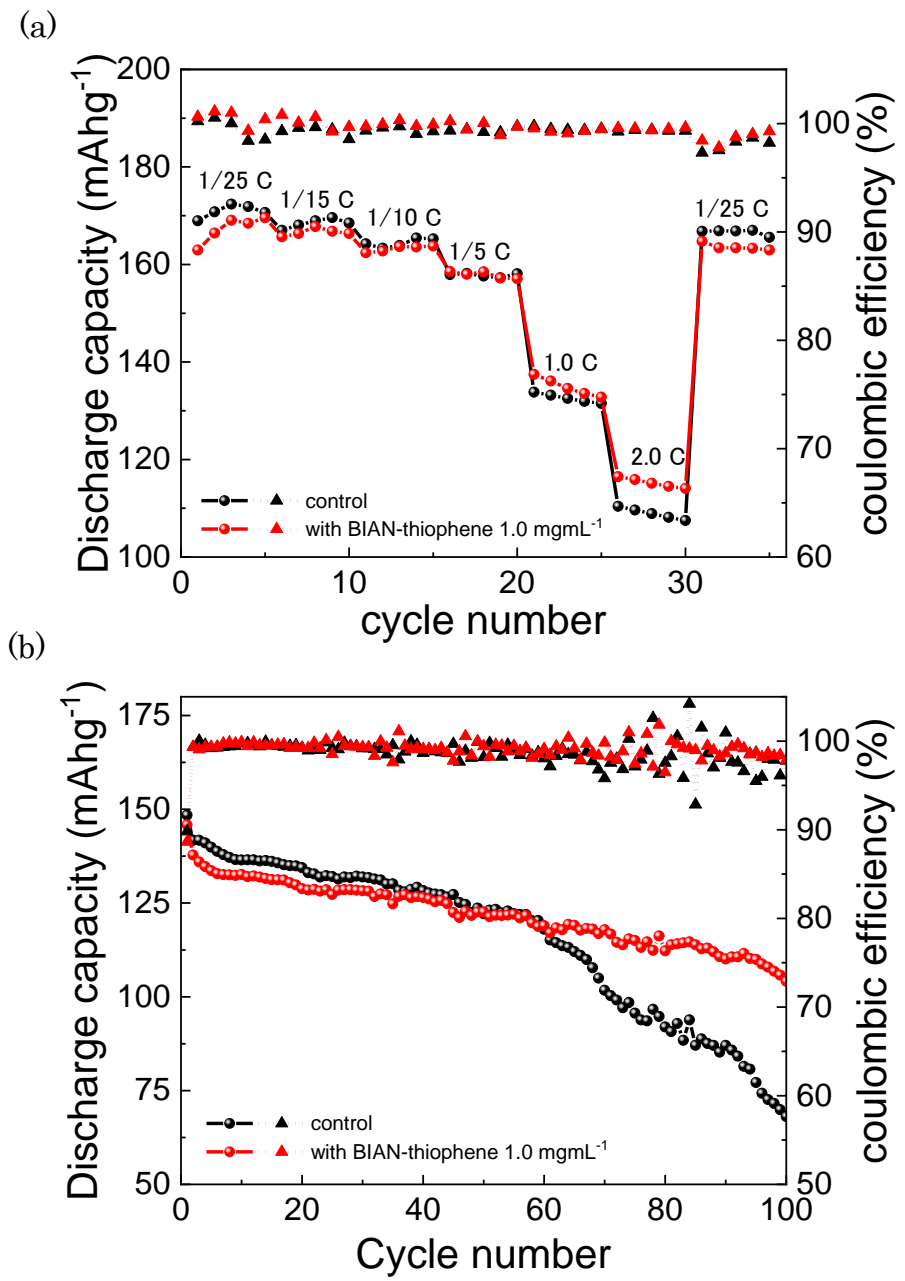 (a)
200
180
160
140
120
100
Discharge capacity (mAhg⁻¹)
1/25 C
1/15 C
1/10 C
1/5 C
1.0 C
2.0 C
1/25 C
control
with BIAN-thiophene 1.0 mgmL⁻¹
100
90
80
70
60
coulombic efficiency (%)
0 10 20 30
cycle number
(b)
175
150
125
100
75
50
Discharge capacity (mAhg⁻¹)
control
with BIAN-thiophene 1.0 mgmL⁻¹
100
90
80
70
60
50
coulombic efficiency (%)
0 20 40 60 80 100
Cycle number